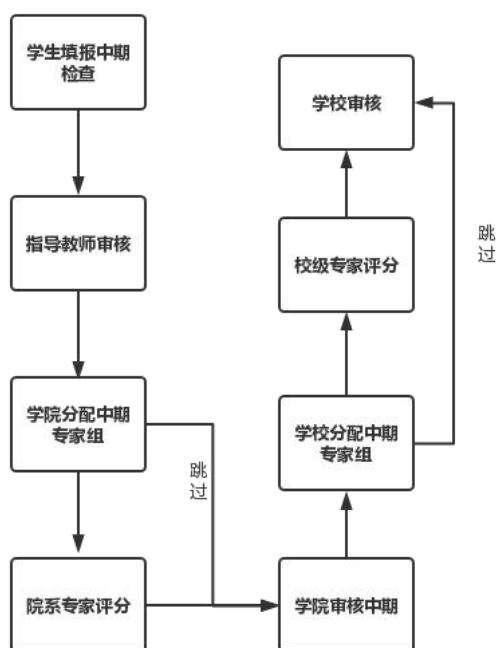 学生填报中期
检查
指导教师审核
学院分配中期
专家组
跳
过
院系专家评分
学院审核中期
学校分配中期
专家组
校级专家评分
学校审核
跳
过